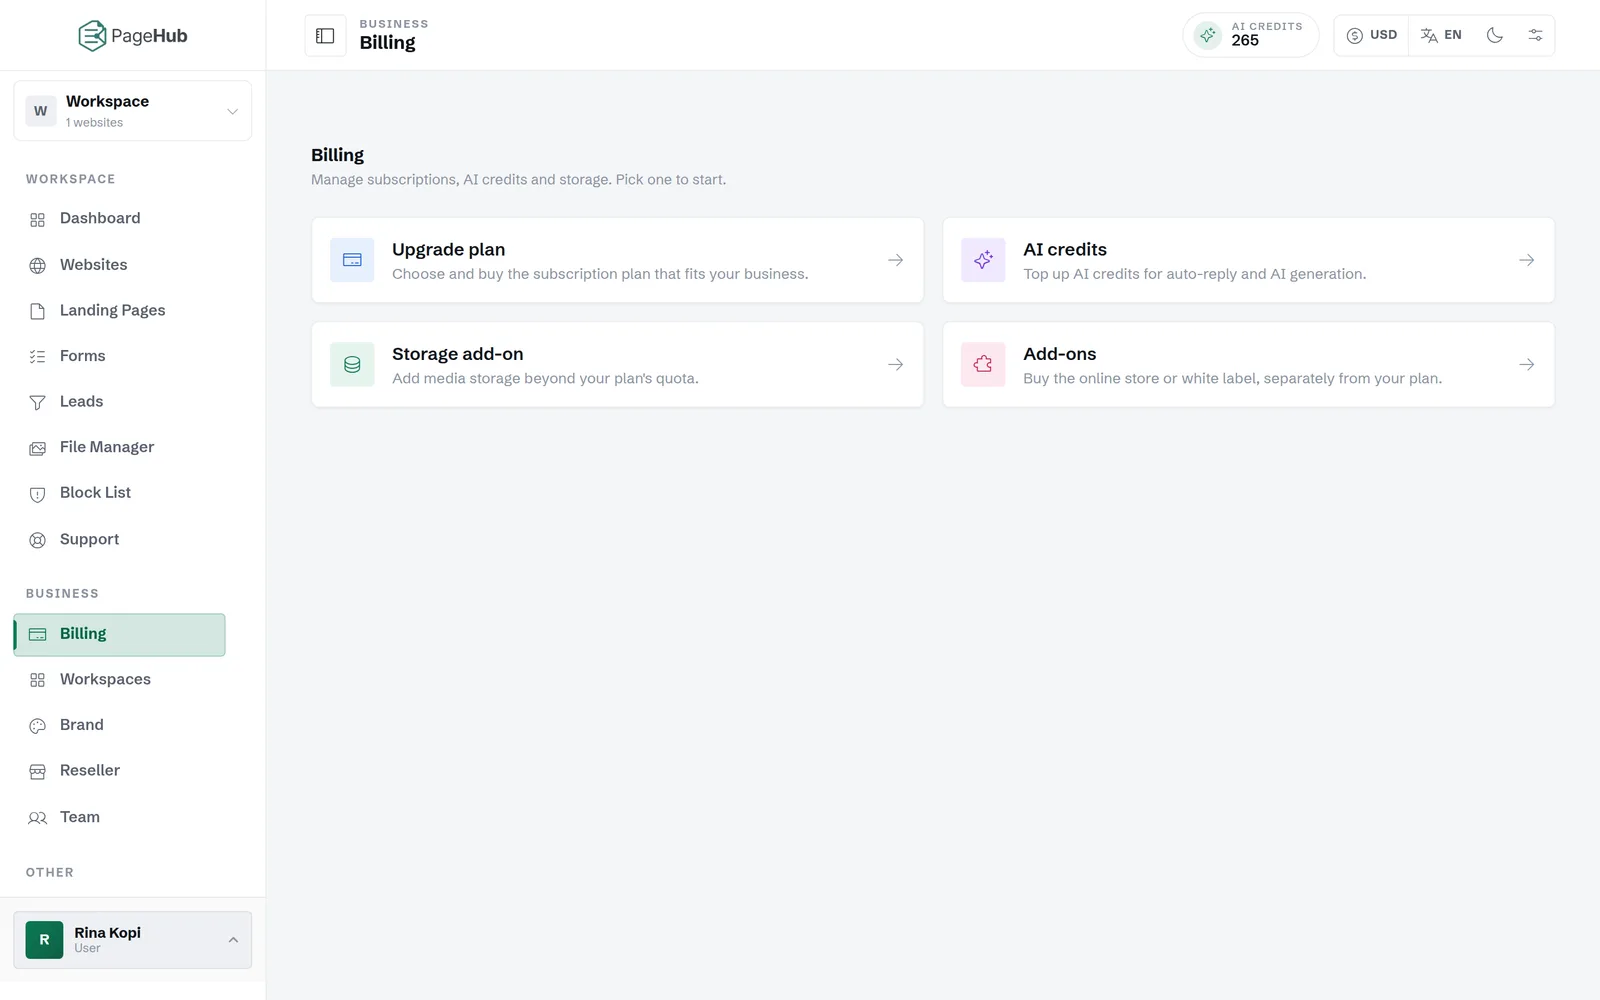 PageHub
BUSINESS
Billing
AI CREDITS
265
USD
EN
W
Workspace
1 websites
WORKSPACE
Dashboard
Websites
Landing Pages
Forms
Leads
File Manager
Block List
Support
BUSINESS
Billing
Workspaces
Brand
Reseller
Team
OTHER
R
Rina Kopi
User
Billing
Manage subscriptions, AI credits and storage. Pick one to start.
Upgrade plan
Choose and buy the subscription plan that fits your business.
AI credits
Top up AI credits for auto-reply and AI generation.
Storage add-on
Add media storage beyond your plan's quota.
Add-ons
Buy the online store or white label, separately from your plan.